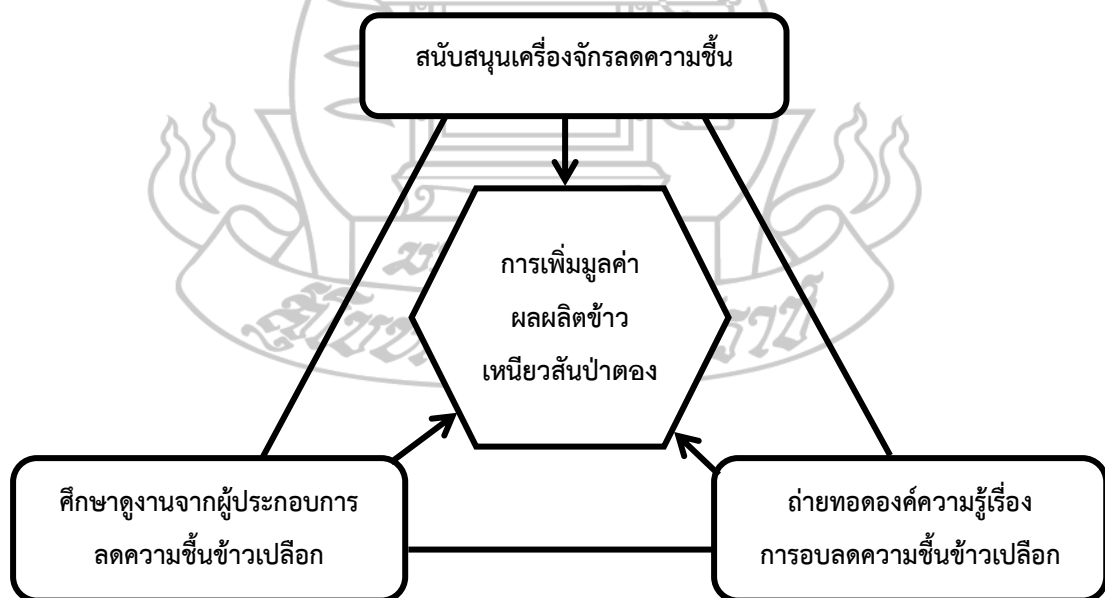 สนับสนุนเครื่องจักรลดความชื้น
การเพิ่มมูลค่า
ผลผลิตข้าว
เหนียวสันป่าตอง
ศึกษาดูงานจากผู้ประกอบการ
ลดความชื้นข้าวเปลือก
ถ่ายทอดองค์ความรู้เรื่อง
การอบลดความชื้นข้าวเปลือก